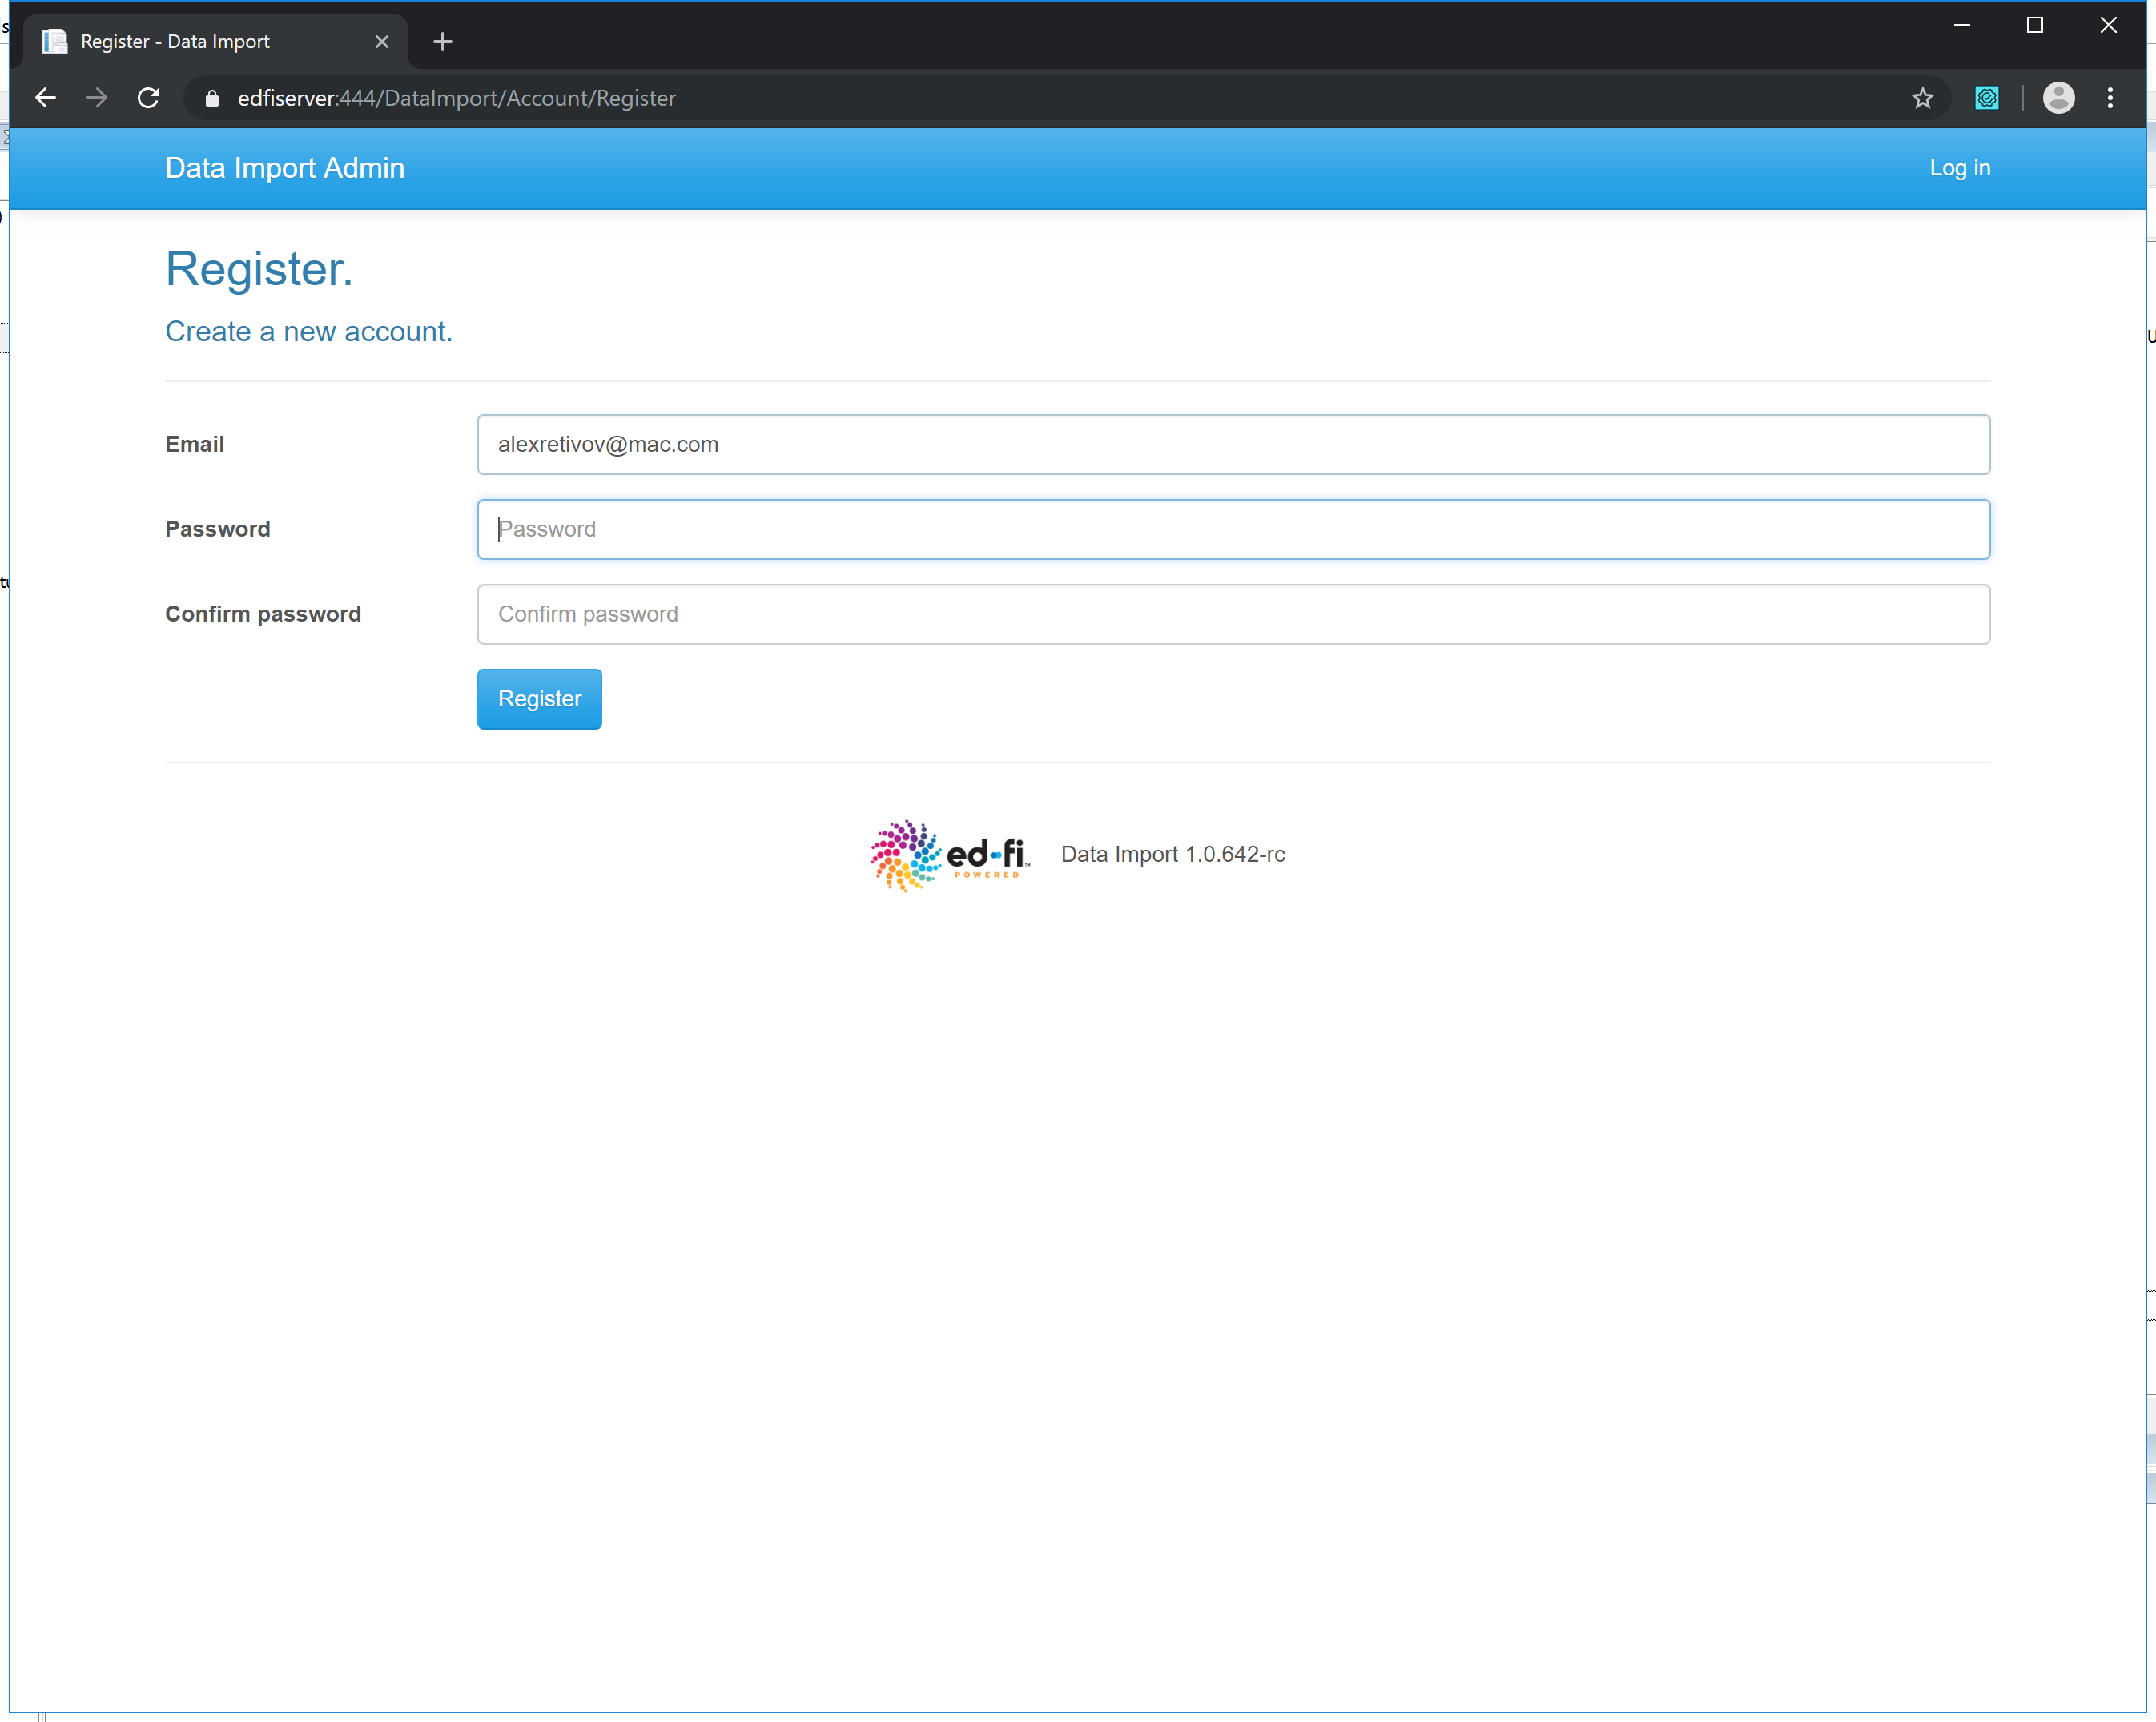 Register - Data Import
edfiserver:444/DataImport/Account/Register
Data Import Admin
Log in
Register.
Create a new account.
Email
alexretivov@mac.com
Password
Password
Confirm password
Confirm password
Register
ed-fi™
POWERED
Data Import 1.0.642-rc